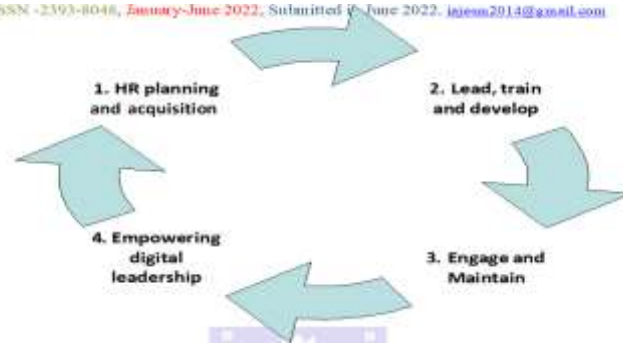 SSN -2393-8048, January-June 2022, Submitted in June 2022. iajesm2014@gmail.com
1. HR planning
and acquisition
2. Lead, train
and develop
3. Engage and
Maintain
4. Empowering
digital
leadership